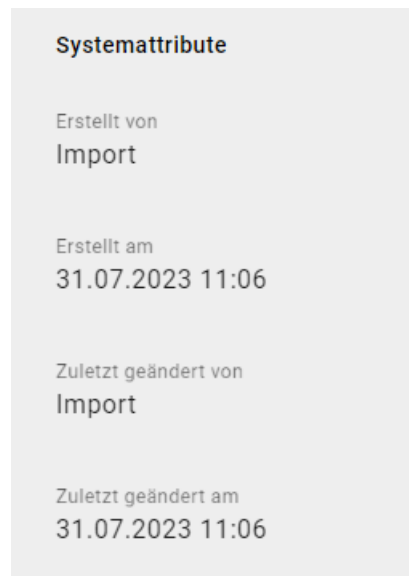 Systemattribute
Erstellt von
Import
Erstellt am
31.07.2023 11:06
Zuletzt geändert von
Import
Zuletzt geändert am
31.07.2023 11:06